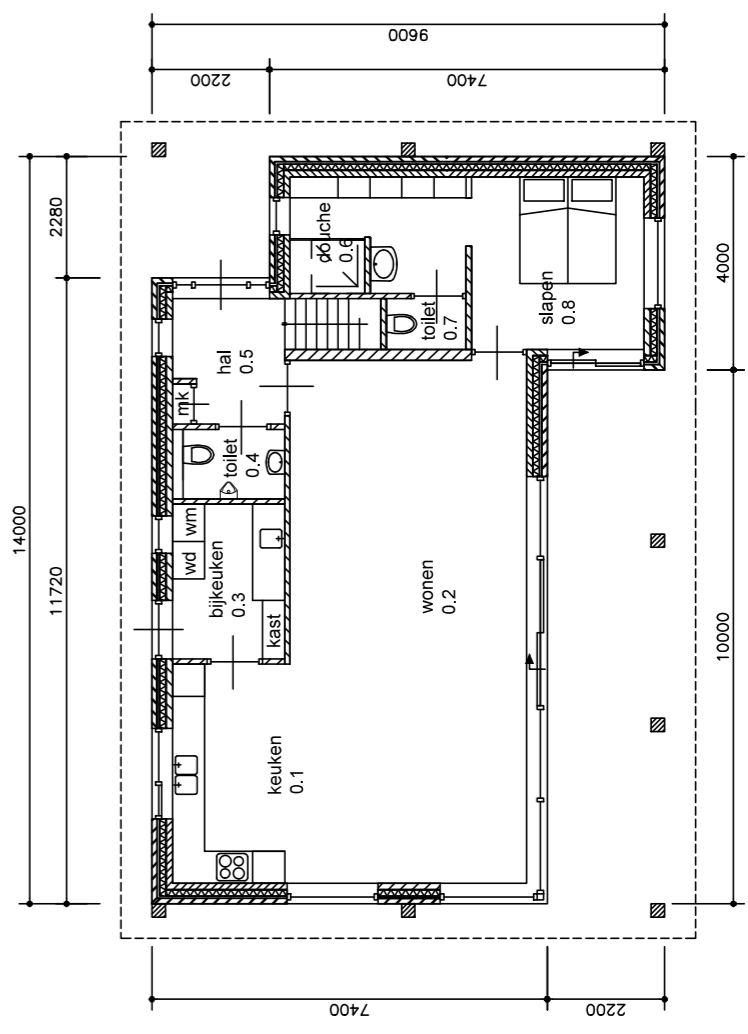 9600
2200
7400
14000
2280
11720
4000
10000
douche
0.6
slapen
0.8
toilet
0.7
hal
0.5
mk
toilet
0.4
wm
wd
bijkeuken
0.3
kast
wonen
0.2
keuken
0.1
7400
2200